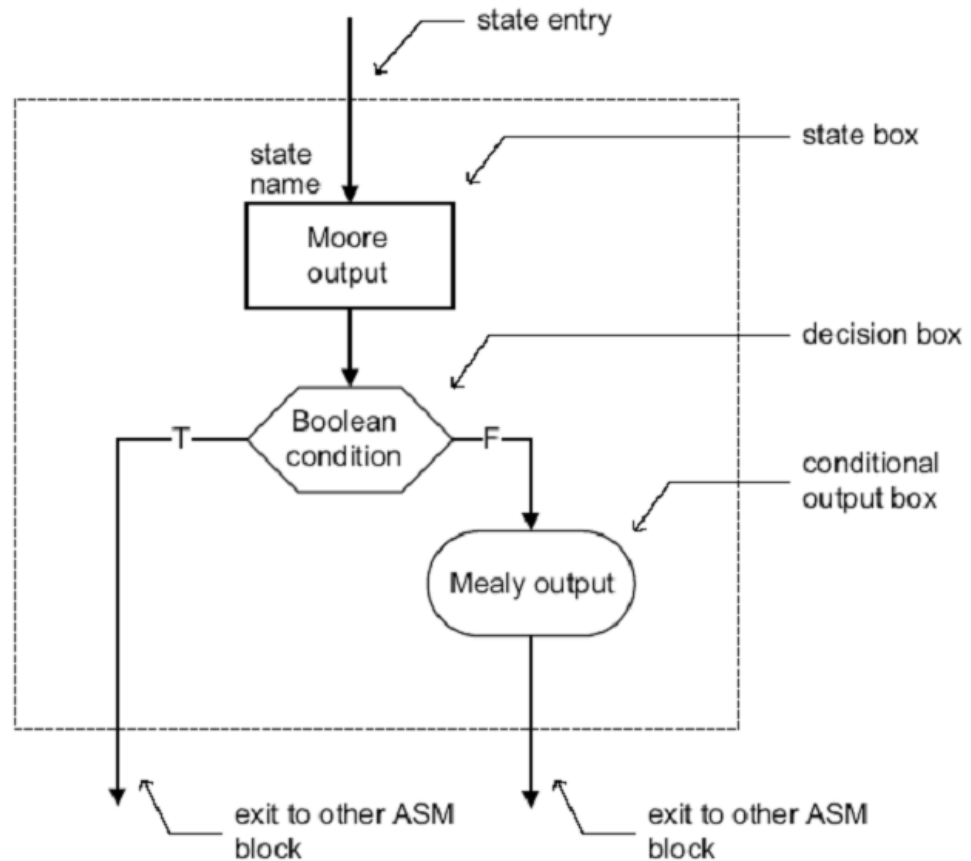 state entry
state box
state
name
Moore
output
decision box
Boolean
condition
T
F
conditional
output box
Mealy output
exit to other ASM
block
exit to other ASM
block